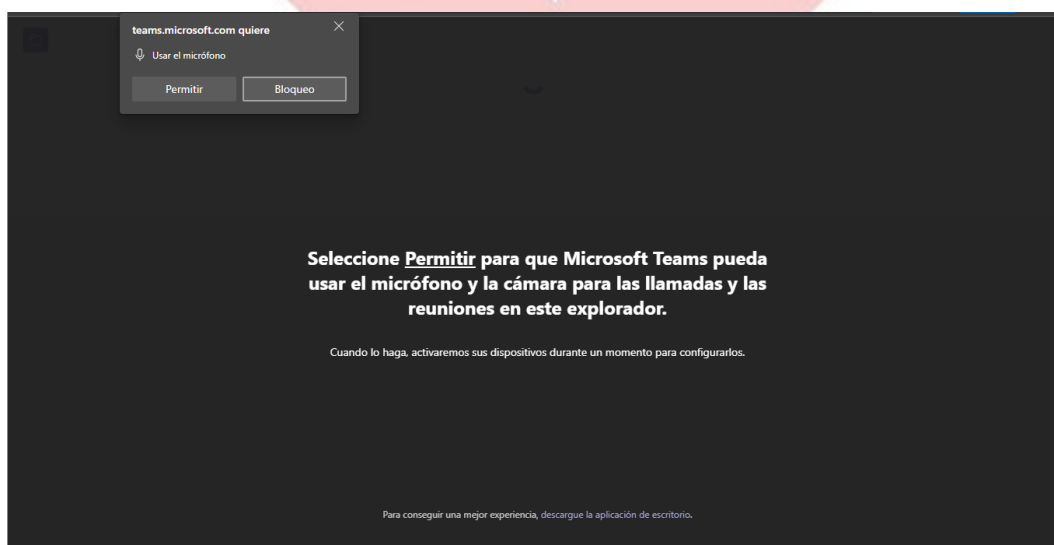 teams.microsoft.com quiere
Usar el micrófono
Permitir
Bloqueo
Seleccione Permitir para que Microsoft Teams pueda
usar el micrófono y la cámara para las llamadas y las
reuniones en este explorador.
Cuando lo haga, activaremos sus dispositivos durante un momento para configurarlos.
Para conseguir una mejor experiencia, descargue la aplicación de escritorio.